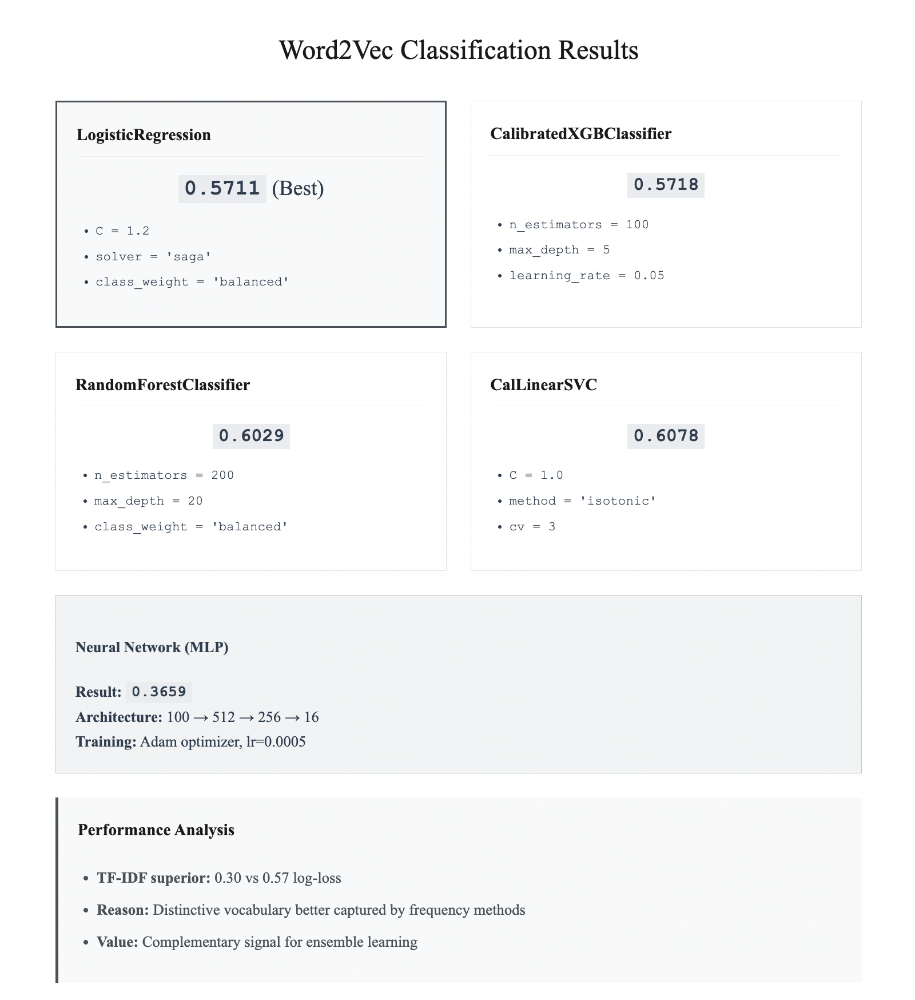 Word2Vec Classification Results
LogisticRegression
0.5711 (Best)
• C = 1.2
• solver = 'saga'
• class_weight = 'balanced'
CalibratedXGBClassifier
0.5718
• n_estimators = 100
• max_depth = 5
• learning_rate = 0.05
RandomForestClassifier
0.6029
• n_estimators = 200
• max_depth = 20
• class_weight = 'balanced'
CalLinearSVC
0.6078
• C = 1.0
• method = 'isotonic'
• cv = 3
Neural Network (MLP)
Result: 0.3659
Architecture: 100 → 512 → 256 → 16
Training: Adam optimizer, lr=0.0005
Performance Analysis
• TF-IDF superior: 0.30 vs 0.57 log-loss
• Reason: Distinctive vocabulary better captured by frequency methods
• Value: Complementary signal for ensemble learning